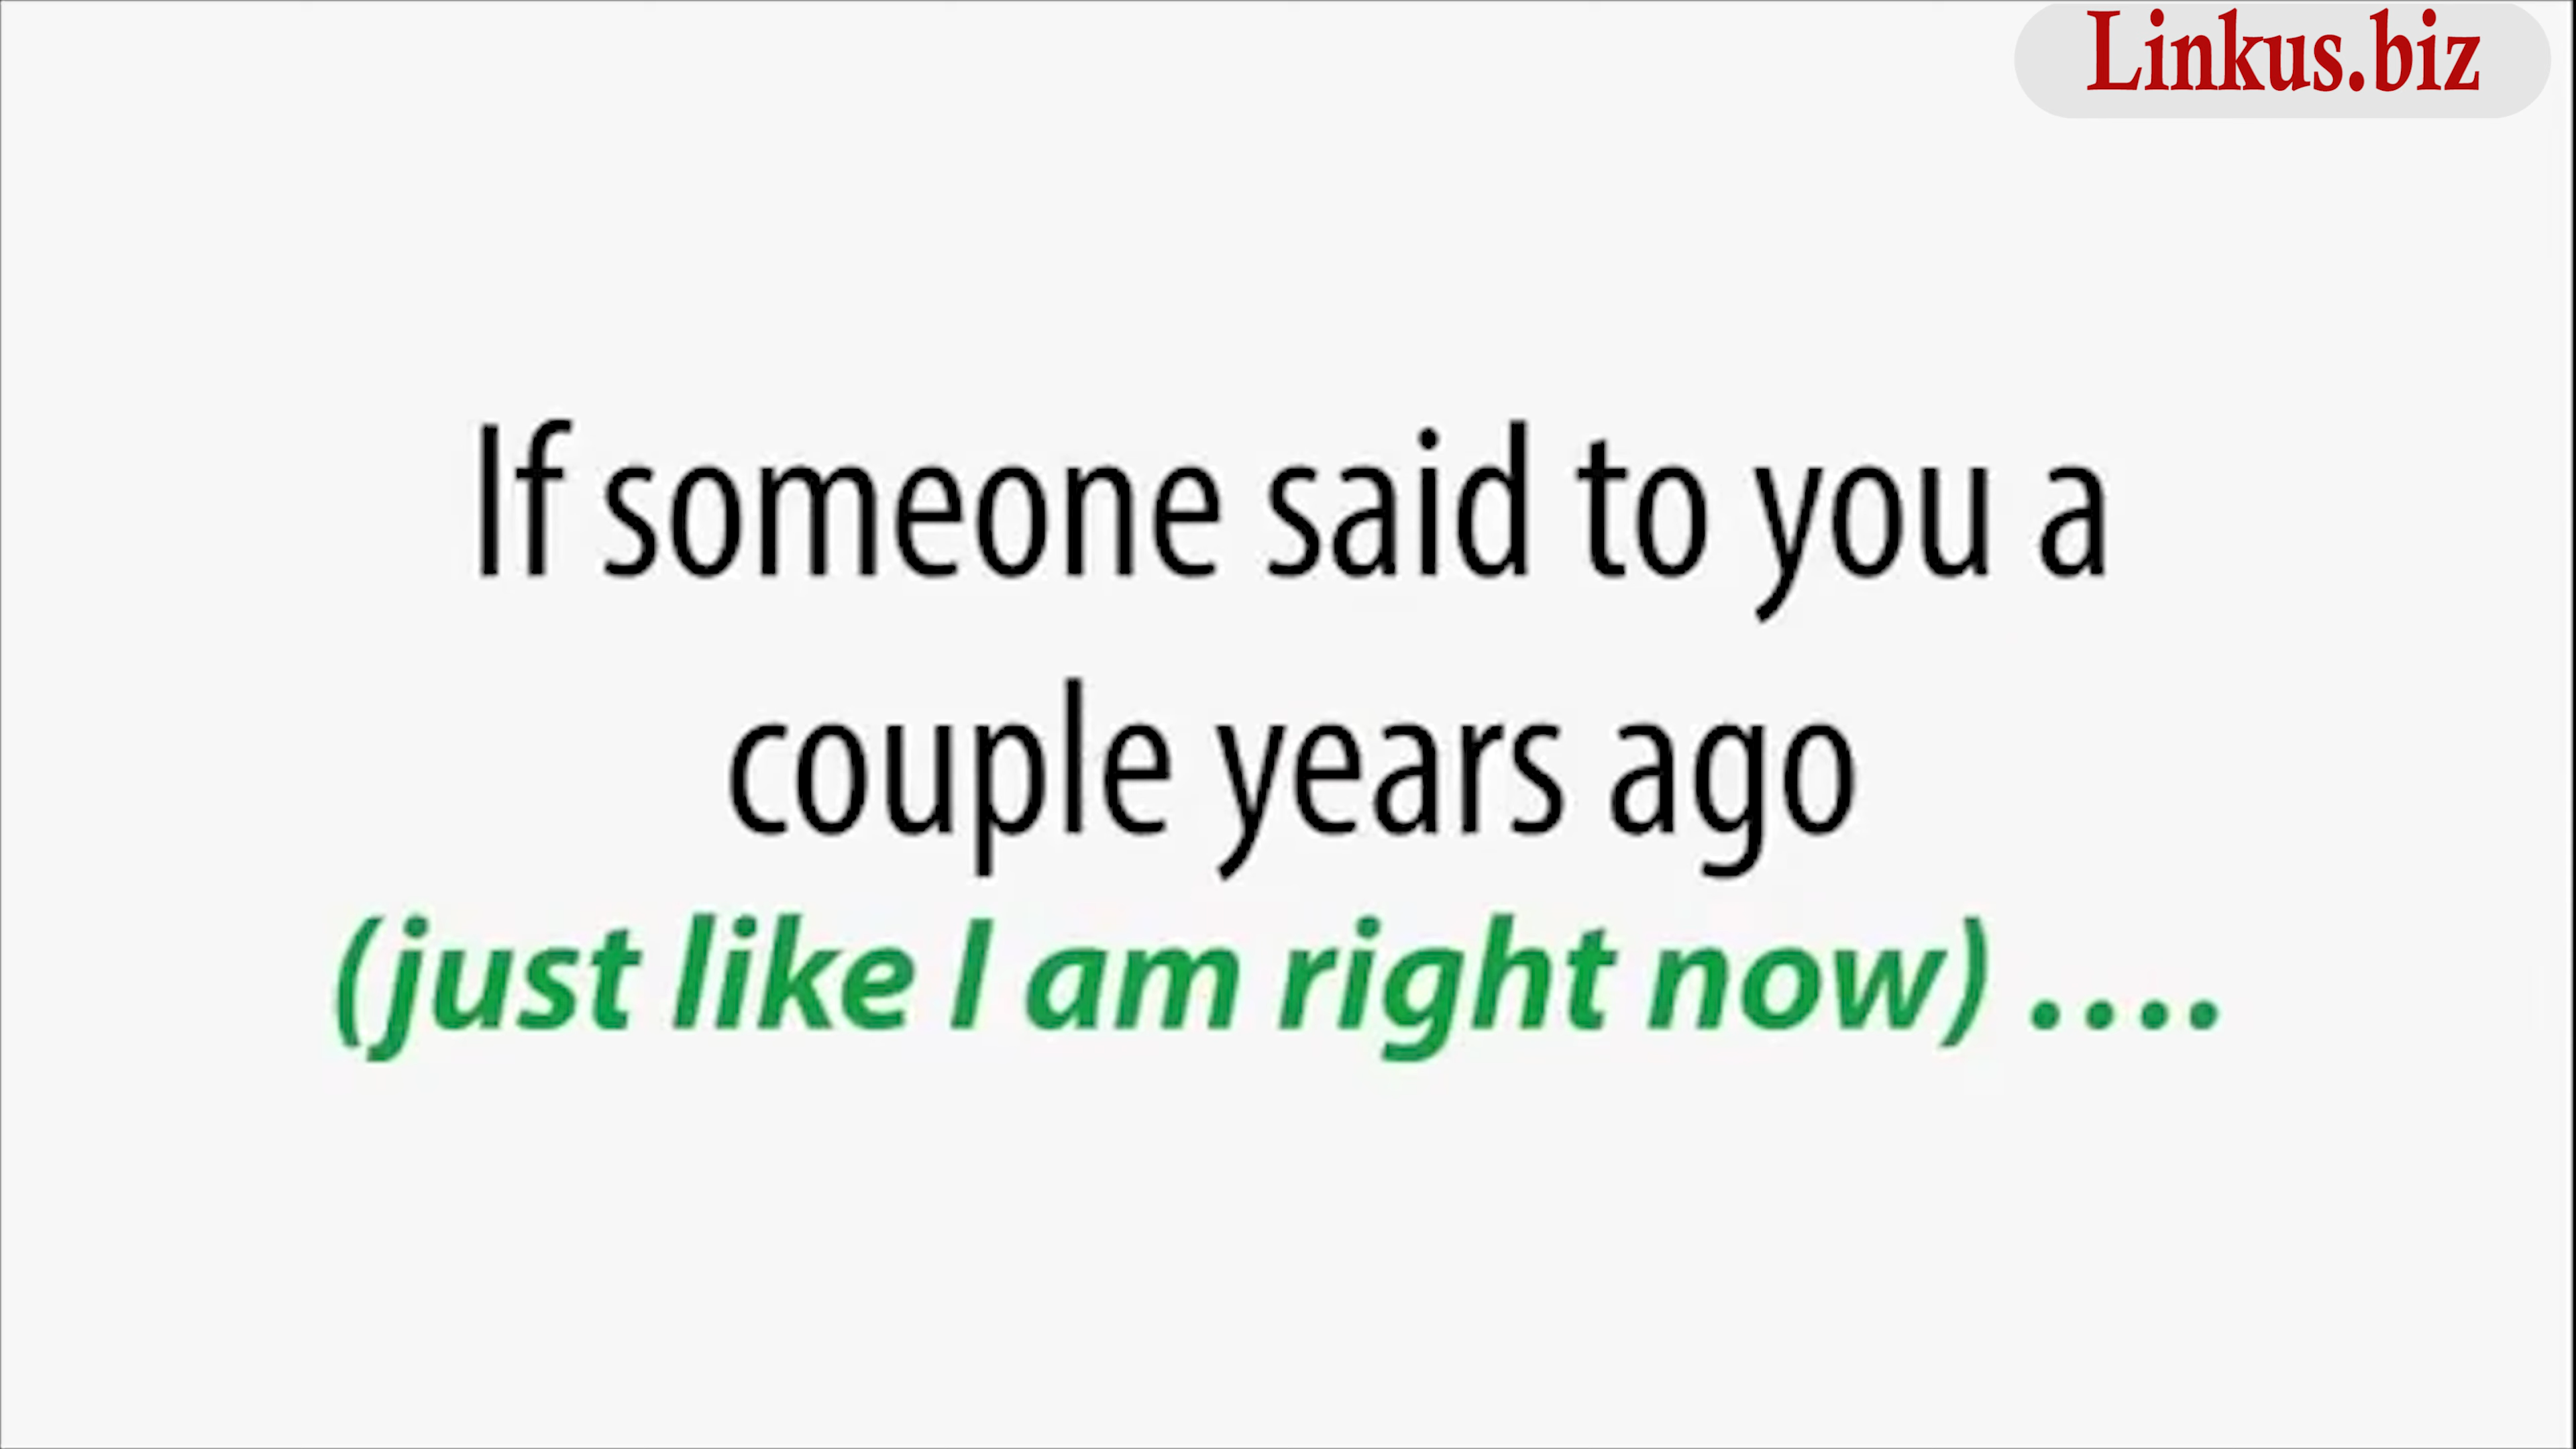 Linkus.biz
If someone said to you a
couple years ago
(just like I am right now) ....